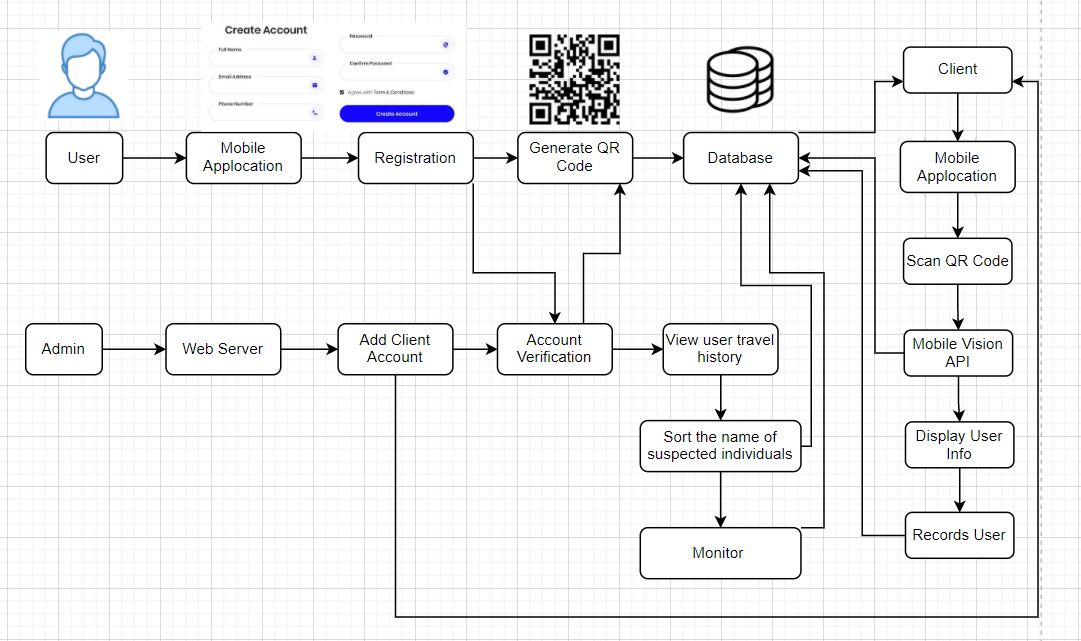 Create Account
Full Name
Email Address
Phone Number
Password
Confirm Password
Agree with Term & Conditions
Create Account
User
Mobile
Applocation
Registration
Generate QR
Code
Database
Client
Mobile
Applocation
Scan QR Code
Mobile Vision
API
Display User
Info
Records User
Admin
Web Server
Add Client
Account
Account
Verification
View user travel
history
Sort the name of
suspected individuals
Monitor